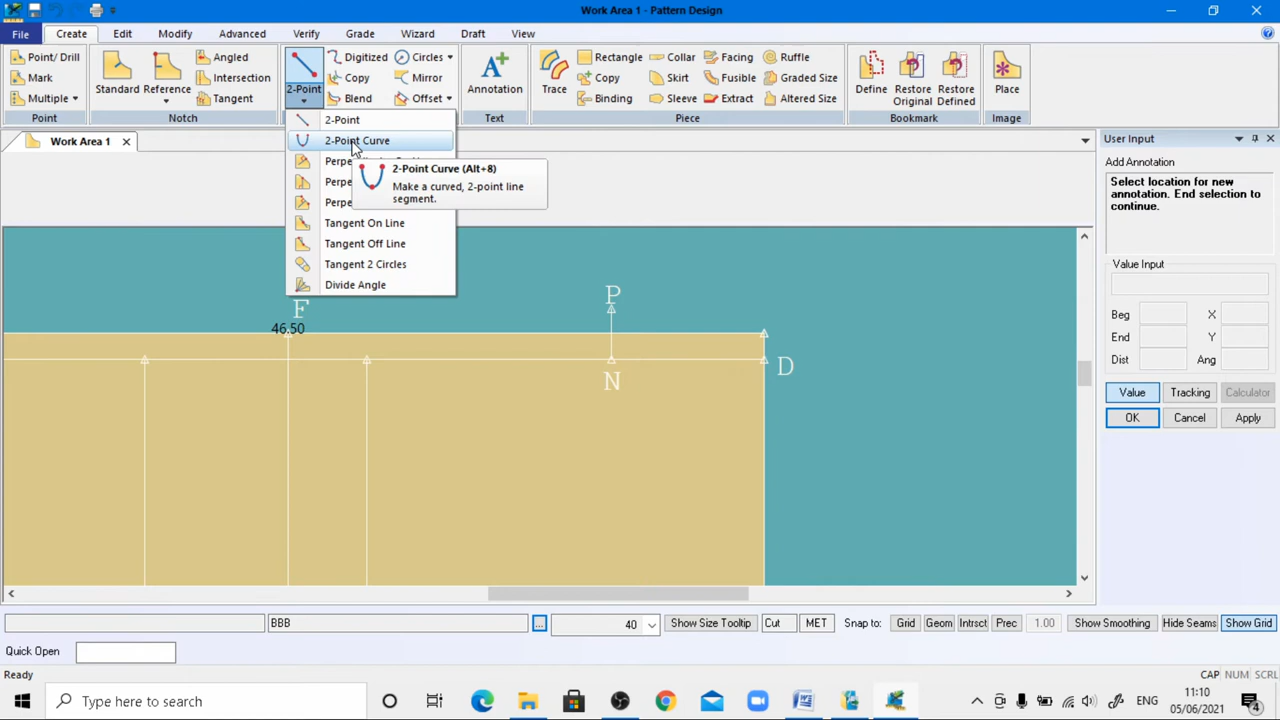 Work Area 1 - Pattern Design
File Create Edit Modify Advanced Verify Grade Wizard Draft View
Point/ Drill
Mark
Multiple
Point
Standard
Reference
Angled
Intersection
Tangent
Notch
2-Point
Digitized
Copy
Blend
Circles
Mirror
Offset
Annotation
Text
Trace
Rectangle
Copy
Binding
Collar
Skirt
Sleeve
Facing
Fusible
Extract
Ruffle
Graded Size
Altered Size
Piece
Define
Restore Original
Restore Defined
Bookmark
Place
Image
Work Area 1
2-Point
2-Point Curve
Perpe
Perpe
Perpe
Tangent On Line
Tangent Off Line
Tangent 2 Circles
Divide Angle
2-Point Curve (Alt+8)
Make a curved, 2-point line
segment.
User Input
Add Annotation
Select location for new
annotation. End selection to
continue.
Value Input
Beg X
End Y
Dist Ang
Value Tracking Calculator
OK Cancel Apply
F
46.50
P
N
D
BBB ... 40 Show Size Tooltip Cut MET Snap to: Grid Geom Intrsct Prec 1.00 Show Smoothing Hide Seams Show Grid
Quick Open
Ready CAP NUM SCRL
Type here to search
ENG
11:10
05/06/2021
4